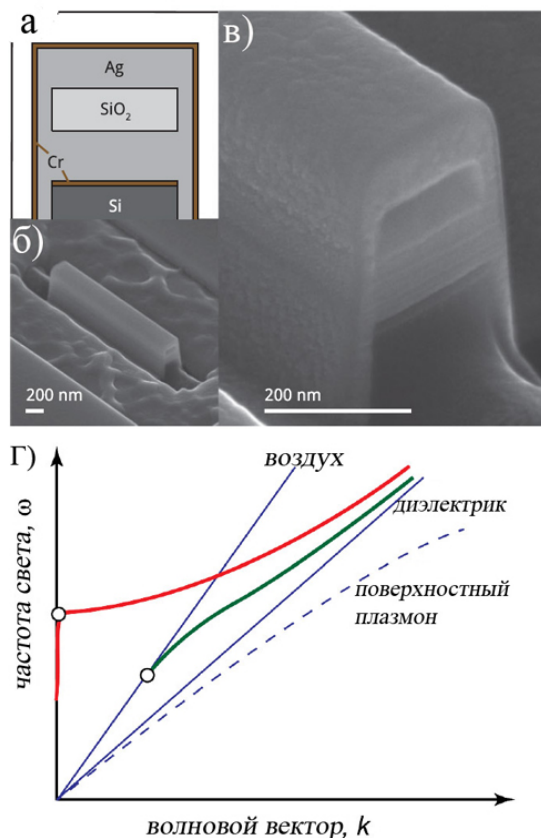 а
Ag
SiO₂
Cr
Si
б)
200 nm
в)
200 nm
Г)
воздух
диэлектрик
поверхностный
плазмон
частота света, ω
волновой вектор, k